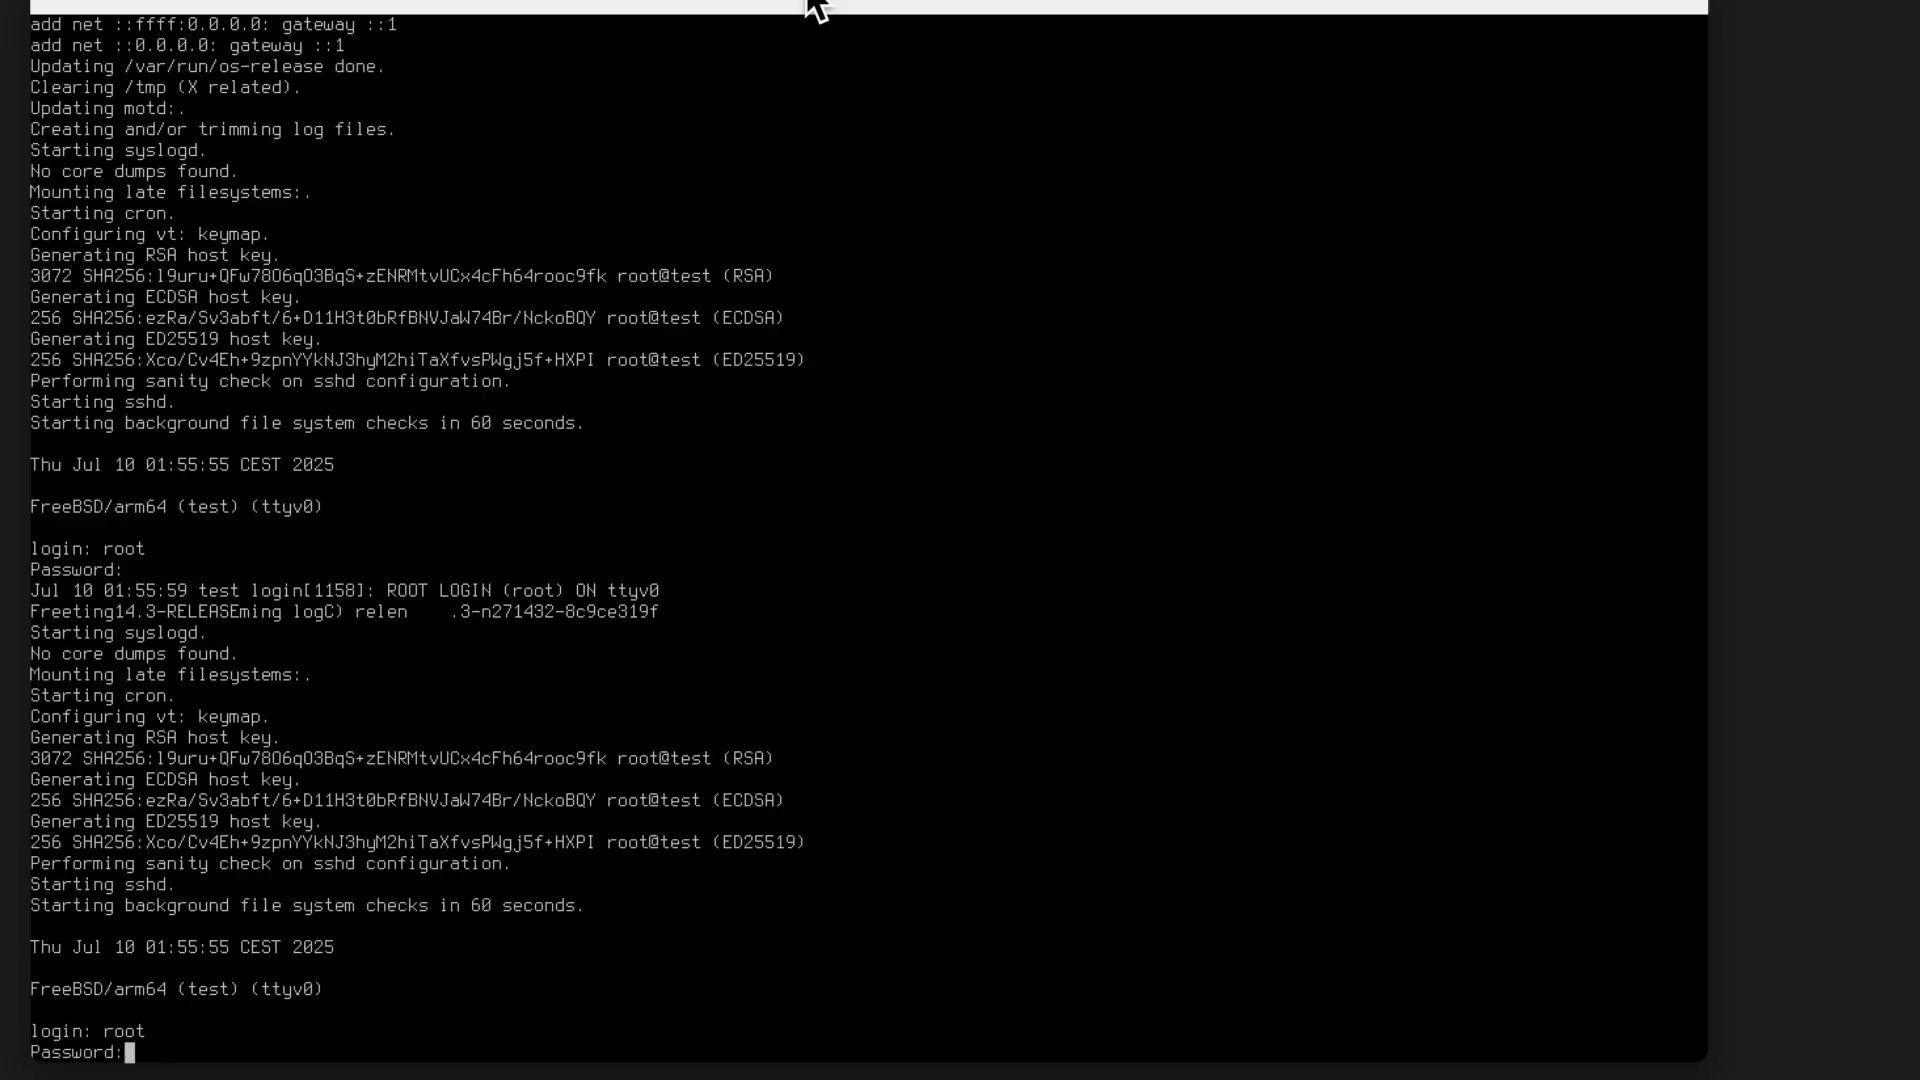 add net ::ffff:0.0.0.0: gateway ::1
add net ::0.0.0.0: gateway ::1
Updating /var/run/os-release done.
Clearing /tmp (X related).
Updating motd:.
Creating and/or trimming log files.
Starting syslogd.
No core dumps found.
Mounting late filesystems:.
Starting cron.
Configuring vt: keymap.
Generating RSA host key.
3072 SHA256:l9uru+QFw78O6qO3BqS+zENRMtvUCx4cFh64rooc9fk root@test (RSA)
Generating ECDSA host key.
256 SHA256:ezRa/Sv3abft/6+D11H3t0bRfBNVJaW74Br/NckoBQY root@test (ECDSA)
Generating ED25519 host key.
256 SHA256:Xco/Cv4Eh+9zpnYYkNJ3hyM2hiTaXfvsPWgj5f+HXPI root@test (ED25519)
Performing sanity check on sshd configuration.
Starting sshd.
Starting background file system checks in 60 seconds.
Thu Jul 10 01:55:55 CEST 2025
FreeBSD/arm64 (test) (ttyv0)
login: root
Password:
Jul 10 01:55:59 test login[1158]: ROOT LOGIN (root) ON ttyv0
Freeting14.3-RELEASEming logC) relen    .3-n271432-8c9ce319f
Starting syslogd.
No core dumps found.
Mounting late filesystems:.
Starting cron.
Configuring vt: keymap.
Generating RSA host key.
3072 SHA256:l9uru+QFw78O6qO3BqS+zENRMtvUCx4cFh64rooc9fk root@test (RSA)
Generating ECDSA host key.
256 SHA256:ezRa/Sv3abft/6+D11H3t0bRfBNVJaW74Br/NckoBQY root@test (ECDSA)
Generating ED25519 host key.
256 SHA256:Xco/Cv4Eh+9zpnYYkNJ3hyM2hiTaXfvsPWgj5f+HXPI root@test (ED25519)
Performing sanity check on sshd configuration.
Starting sshd.
Starting background file system checks in 60 seconds.
Thu Jul 10 01:55:55 CEST 2025
FreeBSD/arm64 (test) (ttyv0)
login: root
Password: